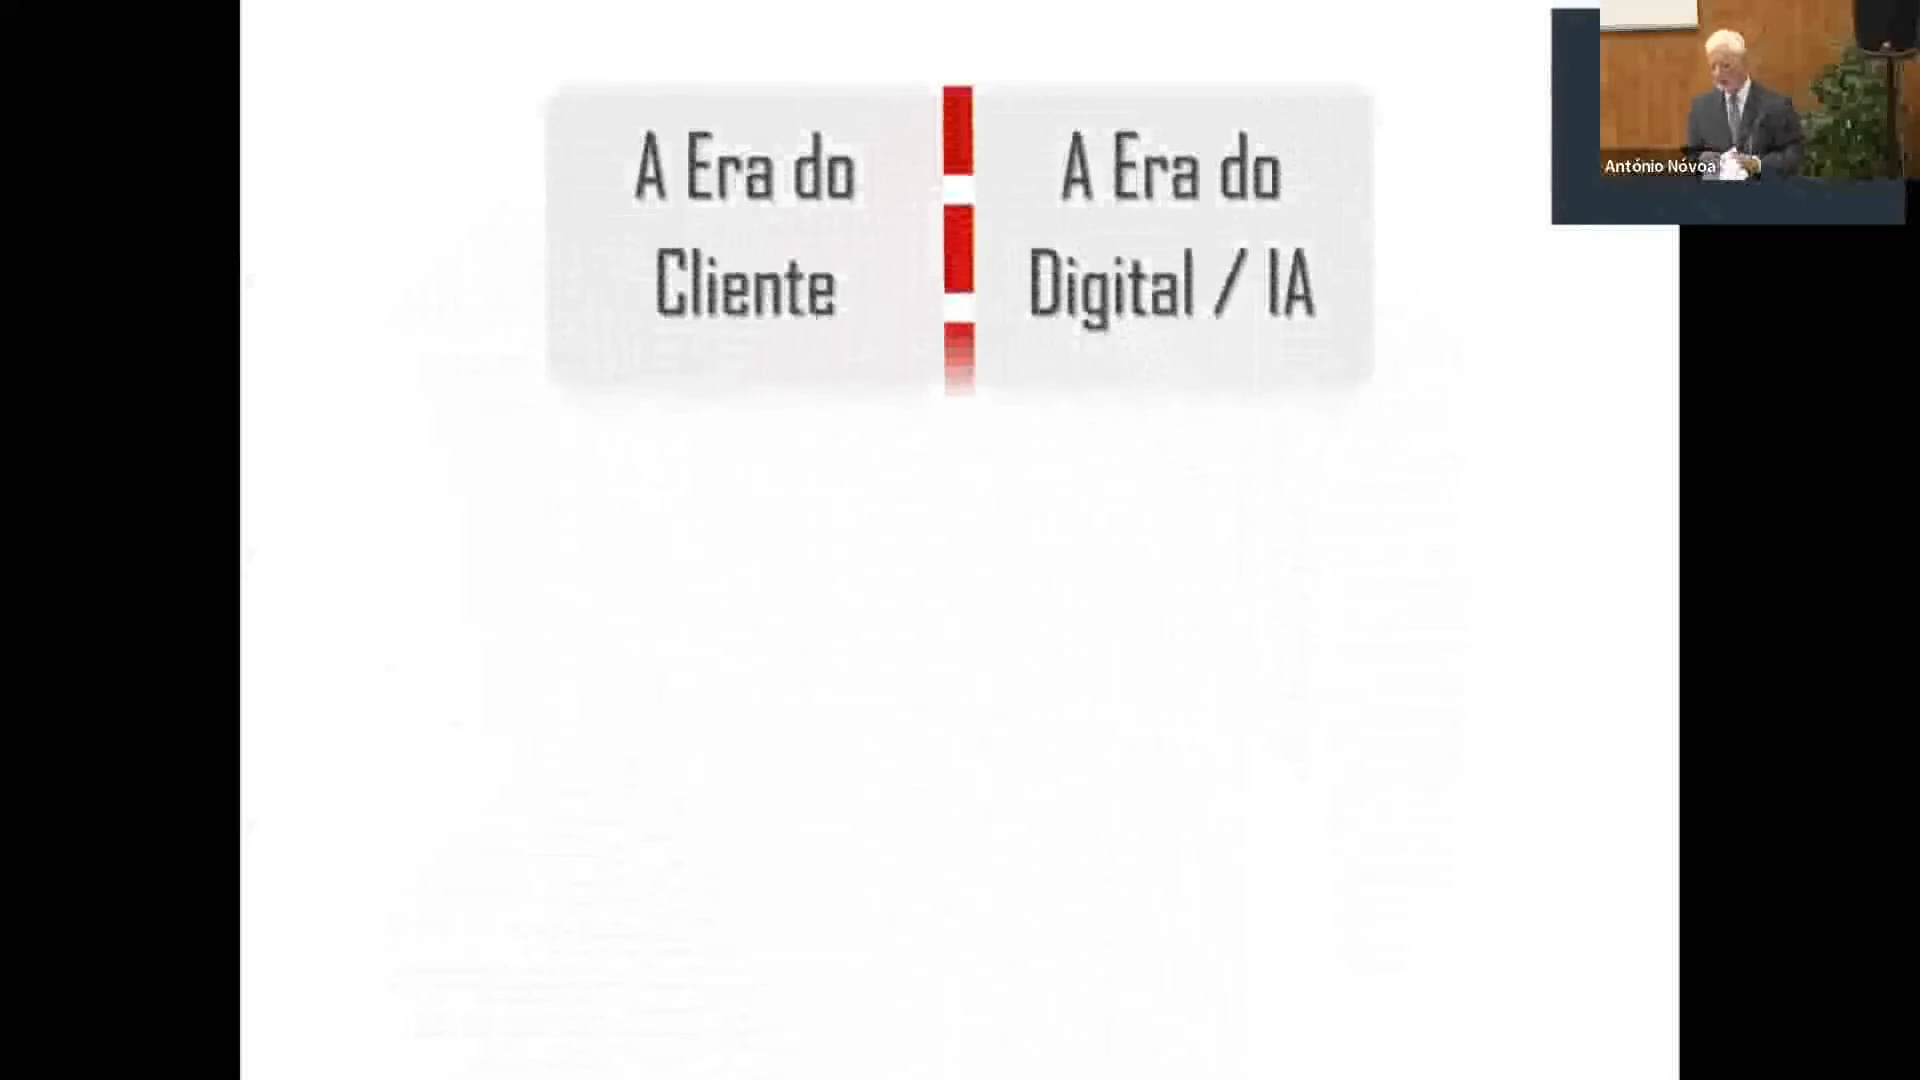 A Era do
Cliente
A Era do
Digital / IA
António Nóvoa